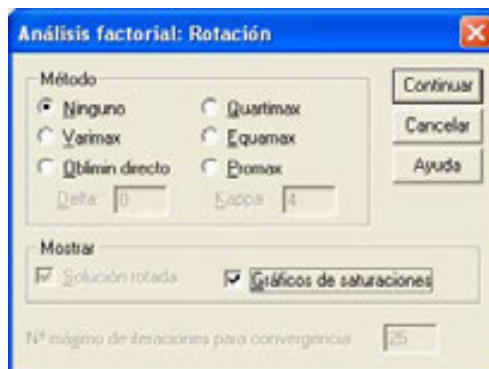 Análisis factorial: Rotación
Método
Ninguno
Quartimax
Varimax
Equamax
Oblimin directo
Promax
Delta: 0
Kappa 4
Continuar
Cancelar
Ayuda
Mostrar
Solución rotada
Gráficos de saturaciones
Nº máximo de iteraciones para convergencia 25